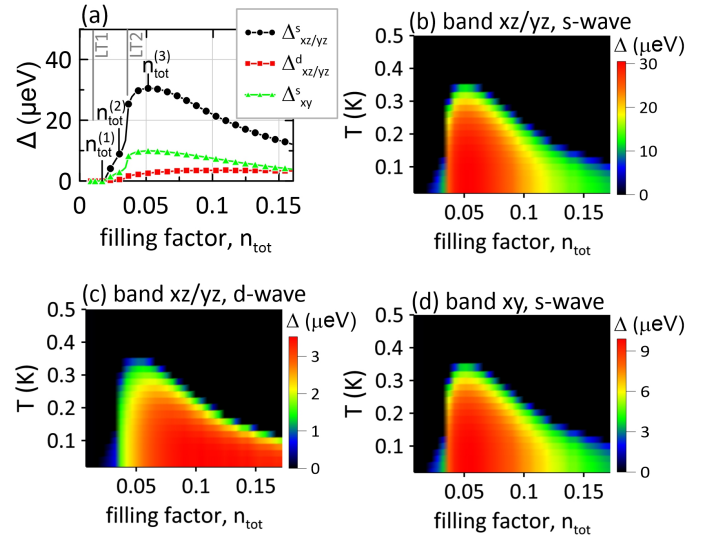 (a)
LT1
LT2
Δˢxz/yz
Δᵈxz/yz
Δˢxy
n(3)tot
n(2)tot
n(1)tot
Δ (μeV)
40
20
0
0 0.05 0.1 0.15
filling factor, ntot
(b) band xz/yz, s-wave
Δ (μeV)
T (K)
0.5
0.4
0.3
0.2
0.1
30
20
10
0
0.05 0.10 0.15
filling factor, ntot
(c) band xz/yz, d-wave
Δ (μeV)
T (K)
0.5
0.4
0.3
0.2
0.1
3
2
1
0
0.05 0.10 0.15
filling factor, ntot
(d) band xy, s-wave
Δ (μeV)
T (K)
0.5
0.4
0.3
0.2
0.1
9
6
3
0
0.05 0.10 0.15
filling factor, ntot